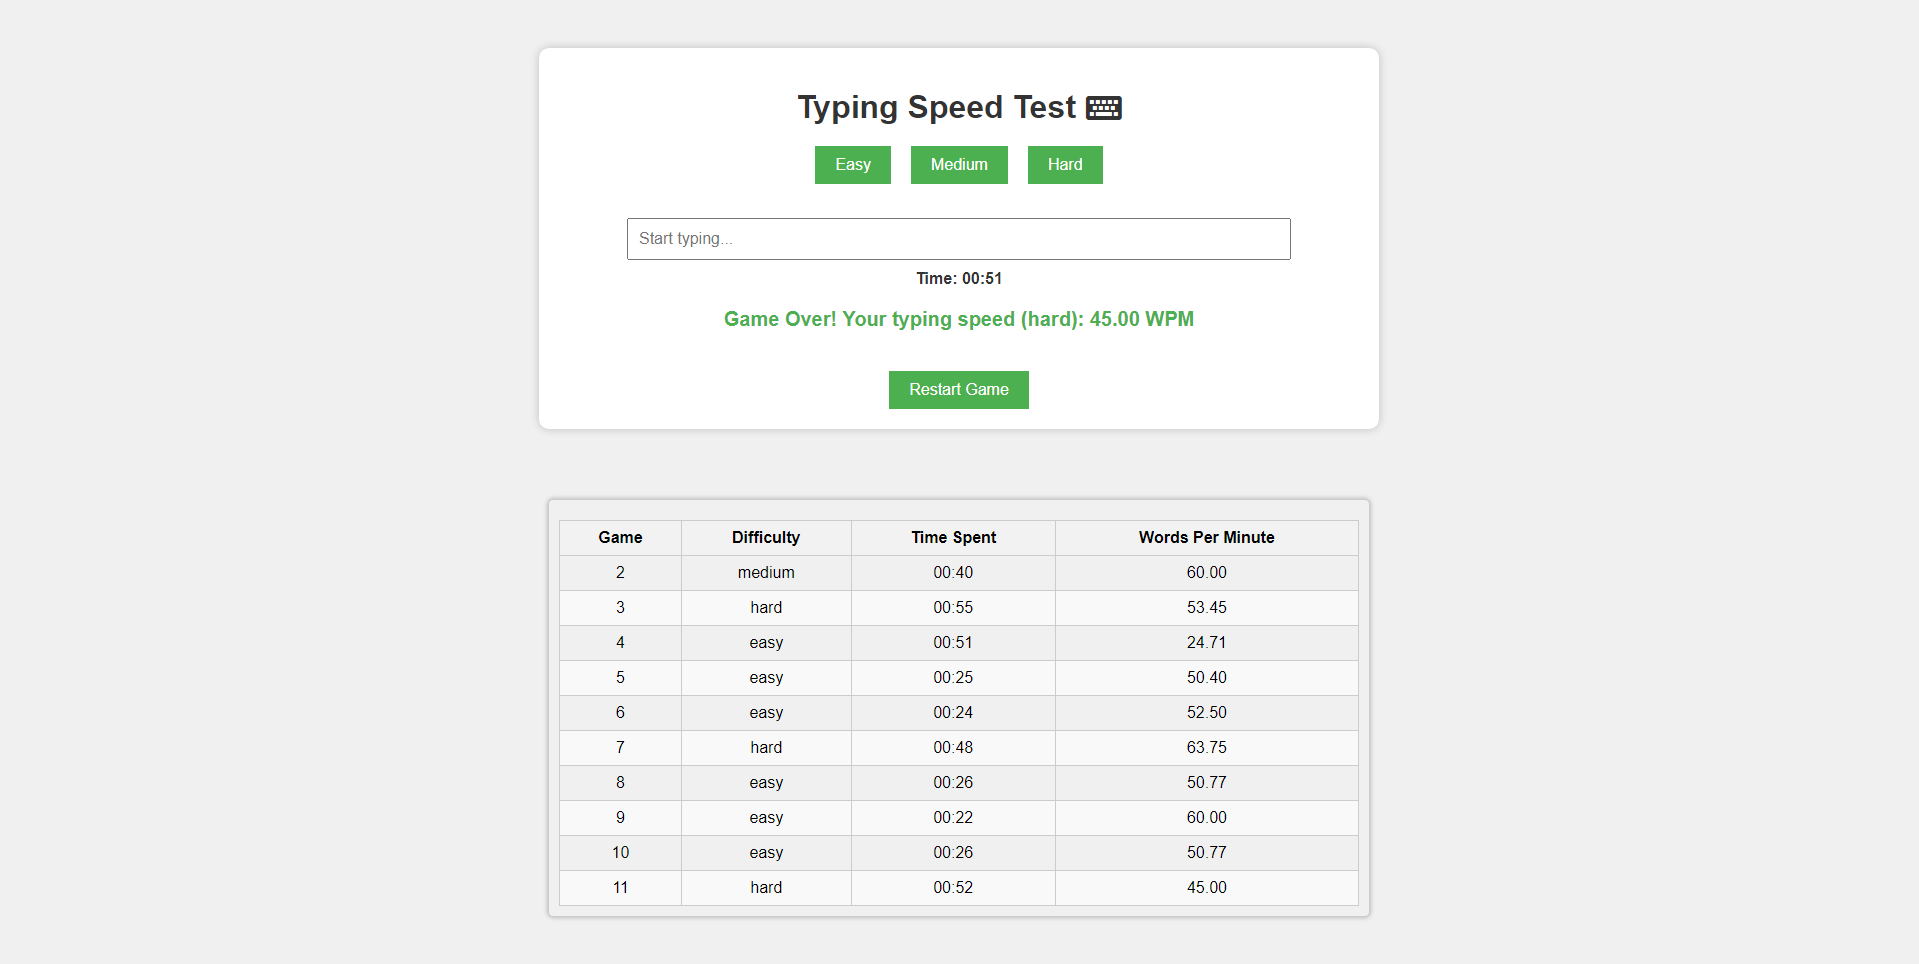 Typing Speed Test
Easy Medium Hard
Start typing...
Time: 00:51
Game Over! Your typing speed (hard): 45.00 WPM
Restart Game
Game Difficulty Time Spent Words Per Minute
2 medium 00:40 60.00
3 hard 00:55 53.45
4 easy 00:51 24.71
5 easy 00:25 50.40
6 easy 00:24 52.50
7 hard 00:48 63.75
8 easy 00:26 50.77
9 easy 00:22 60.00
10 easy 00:26 50.77
11 hard 00:52 45.00